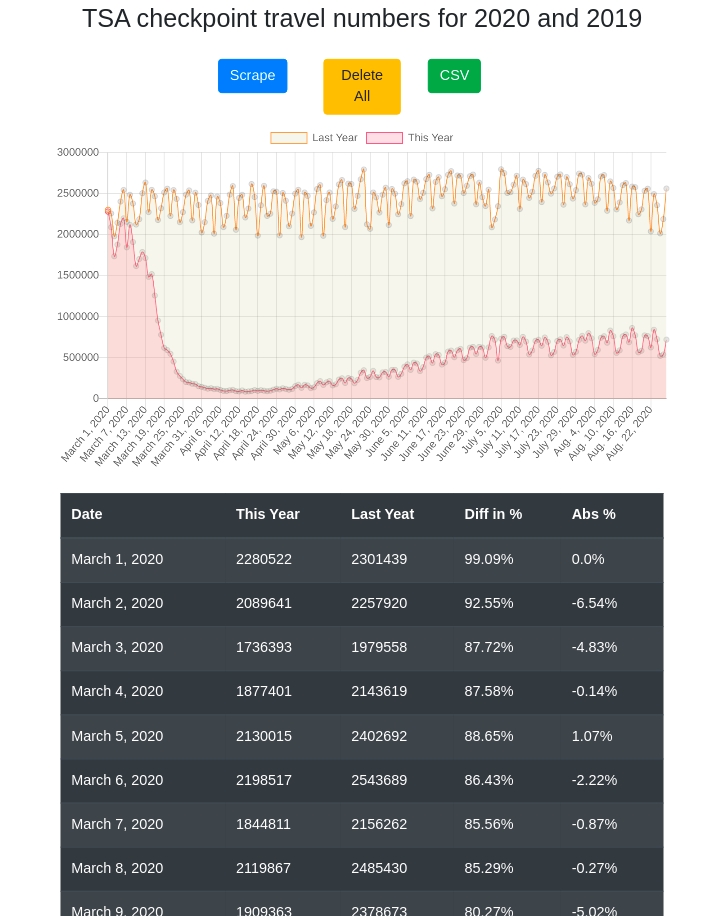 TSA checkpoint travel numbers for 2020 and 2019
Scrape
Delete
All
CSV
Last Year
This Year
3000000
2500000
2000000
1500000
1000000
500000
0
March 1, 2020
March 7, 2020
March 13, 2020
March 19, 2020
March 25, 2020
March 31, 2020
April 6, 2020
April 12, 2020
April 18, 2020
April 24, 2020
April 30, 2020
May 6, 2020
May 12, 2020
May 18, 2020
May 24, 2020
May 30, 2020
June 5, 2020
June 11, 2020
June 17, 2020
June 23, 2020
June 29, 2020
July 5, 2020
July 11, 2020
July 17, 2020
July 23, 2020
July 29, 2020
Aug. 4, 2020
Aug. 10, 2020
Aug. 16, 2020
Aug. 22, 2020
Date This Year Last Yeat Diff in % Abs %
March 1, 2020 2280522 2301439 99.09% 0.0%
March 2, 2020 2089641 2257920 92.55% -6.54%
March 3, 2020 1736393 1979558 87.72% -4.83%
March 4, 2020 1877401 2143619 87.58% -0.14%
March 5, 2020 2130015 2402692 88.65% 1.07%
March 6, 2020 2198517 2543689 86.43% -2.22%
March 7, 2020 1844811 2156262 85.56% -0.87%
March 8, 2020 2119867 2485430 85.29% -0.27%
March 9, 2020 1909363 2378673 80.27% -5.02%